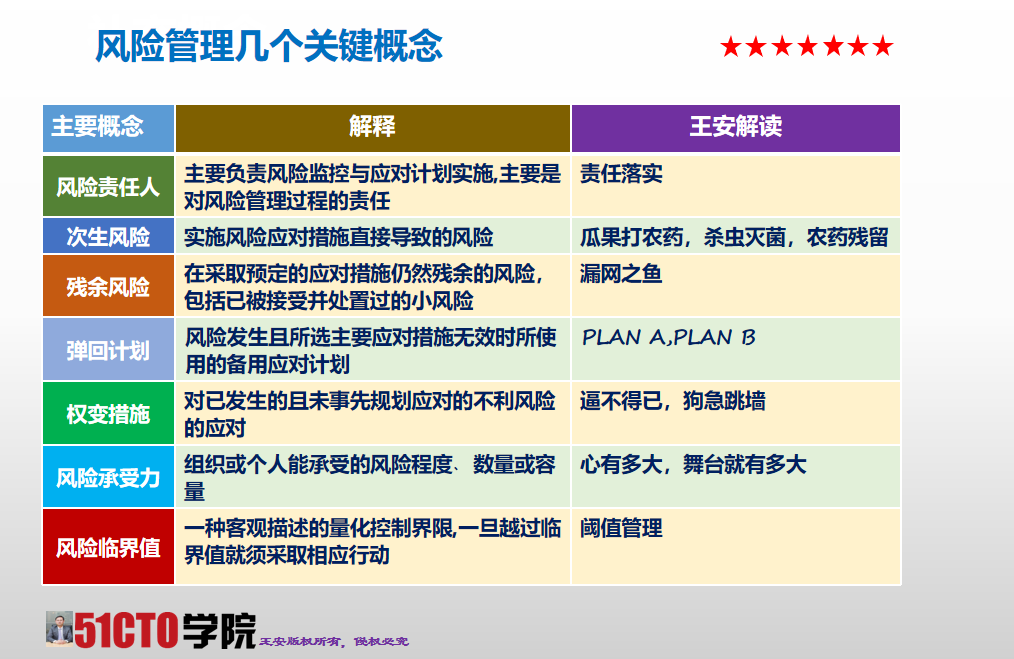 风险管理几个关键概念
★★★★★★★
主要概念
解释
王安解读
风险责任人
主要负责风险监控与应对计划实施,主要是
对风险管理过程的责任
责任落实
次生风险
实施风险应对措施直接导致的风险
瓜果打农药，杀虫灭菌，农药残留
残余风险
在采取预定的应对措施仍然残余的风险，
包括已被接受并处置过的小风险
漏网之鱼
弹回计划
风险发生且所选主要应对措施无效时所使
用的备用应对计划
PLAN A,PLAN B
权变措施
对已发生的且未事先规划应对的不利风险
的应对
逼不得已，狗急跳墙
风险承受力
组织或个人能承受的风险程度、数量或容
量
心有多大，舞台就有多大
风险临界值
一种客观描述的量化控制界限,一旦越过临
界值就须采取相应行动
阈值管理
51CTO学院
王安版权所有，侵权必究